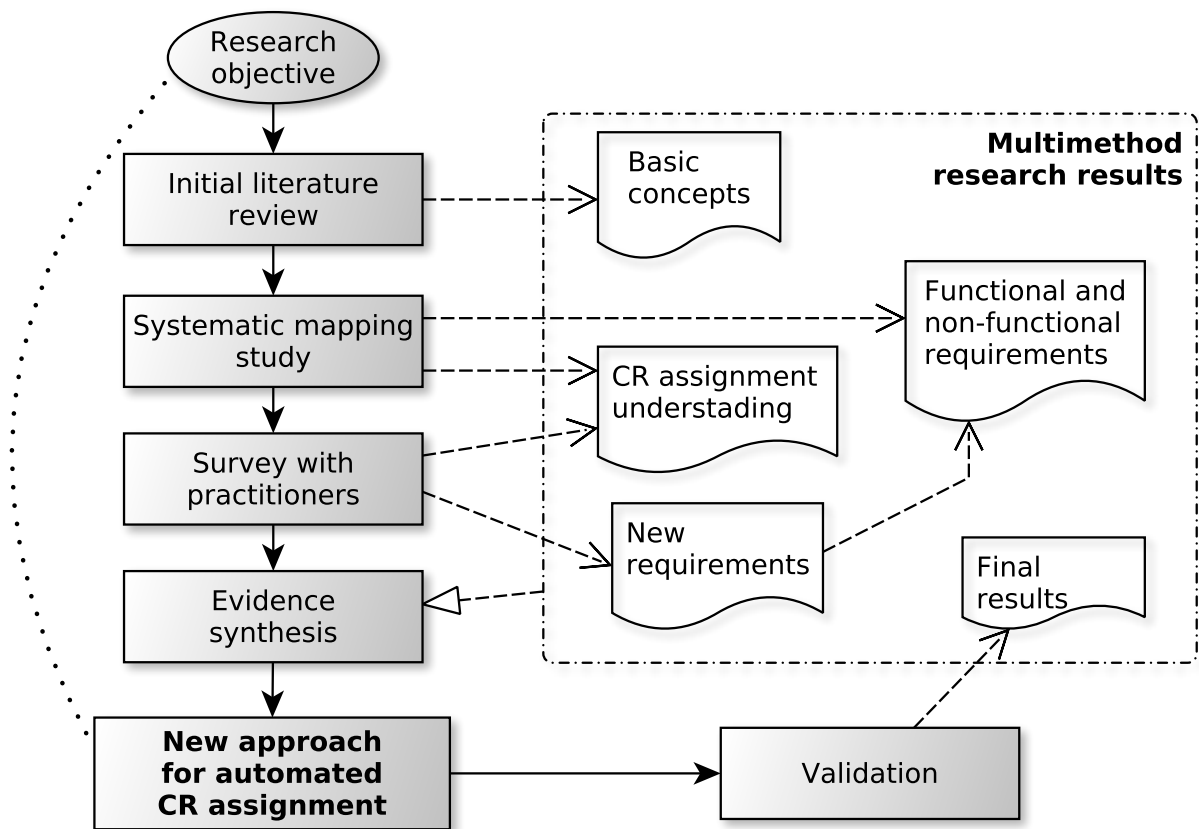 Research
objective
Initial literature
review
Systematic mapping
study
Survey with
practitioners
Evidence
synthesis
New approach
for automated
CR assignment
Validation
Multimethod
research results
Basic
concepts
Functional and
non-functional
requirements
CR assignment
understading
New
requirements
Final
results